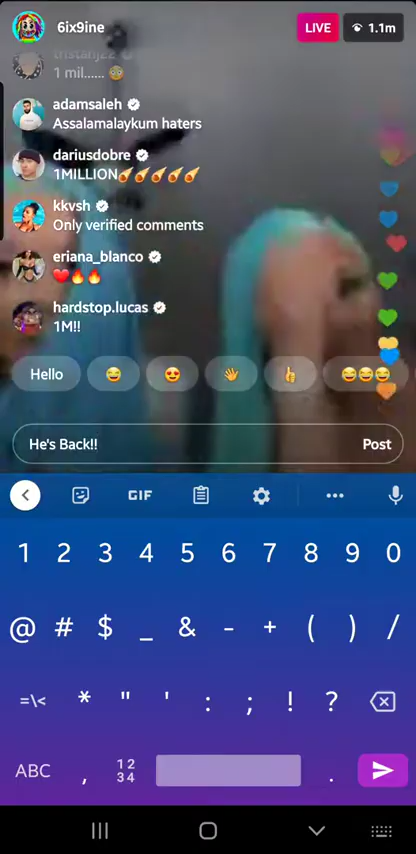 6ix9ine
LIVE
1.1m
tristanjzz
1 mil...... 😳
adamsaleh
Assalamalaykum haters
dariusdobre
1MILLION☄️☄️☄️☄️☄️
kkvsh
Only verified comments
eriana_blanco
❤️🔥🔥
hardstop.lucas
1M!!
Hello 😂 😍 👋 👍 😂😂😂
He's Back!! Post
GIF
1 2 3 4 5 6 7 8 9 0
@ # $ _ & - + ( ) /
=\< * " ' : ; ! ?
ABC , 12 34 .